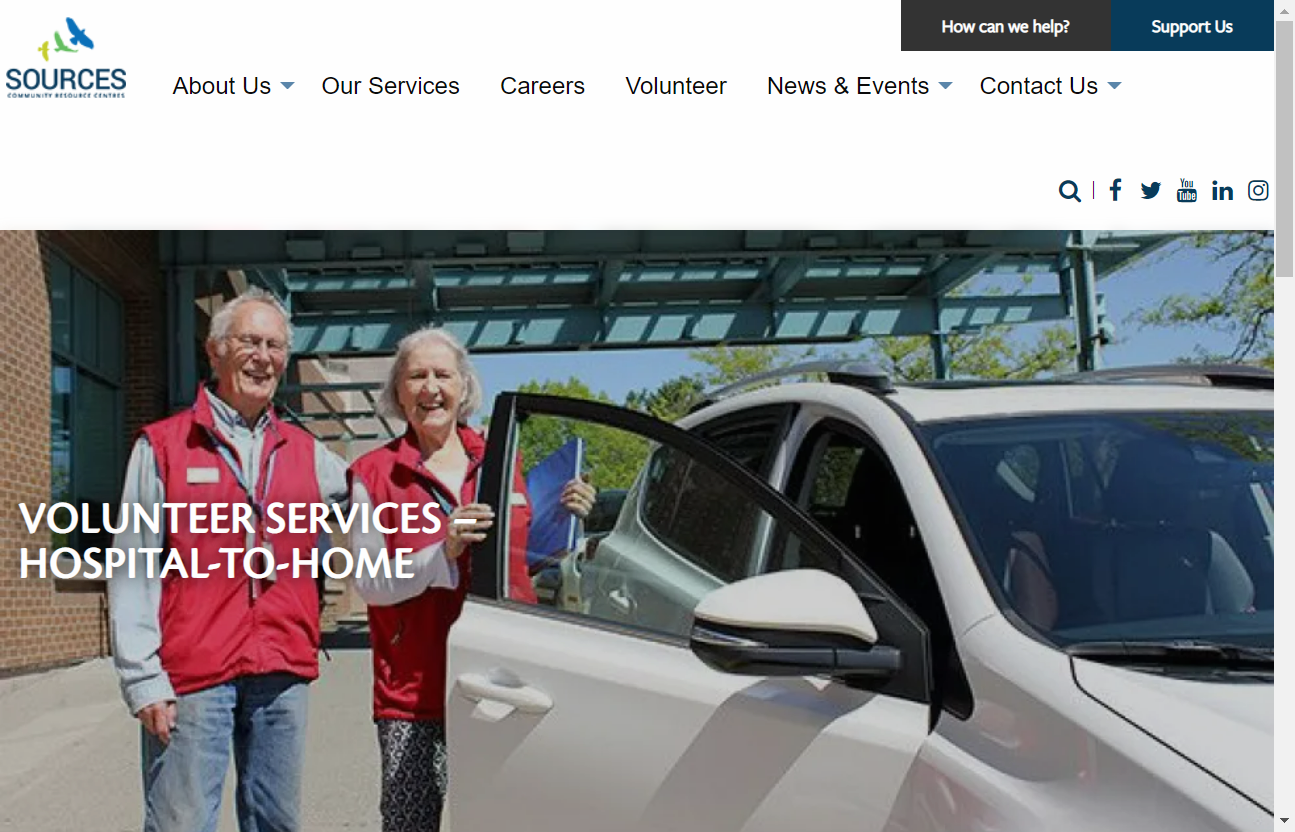 How can we help?
Support Us
SOURCES
COMMUNITY RESOURCE CENTRES
About Us
Our Services
Careers
Volunteer
News & Events
Contact Us
You
Tube
VOLUNTEER SERVICES –
HOSPITAL-TO-HOME